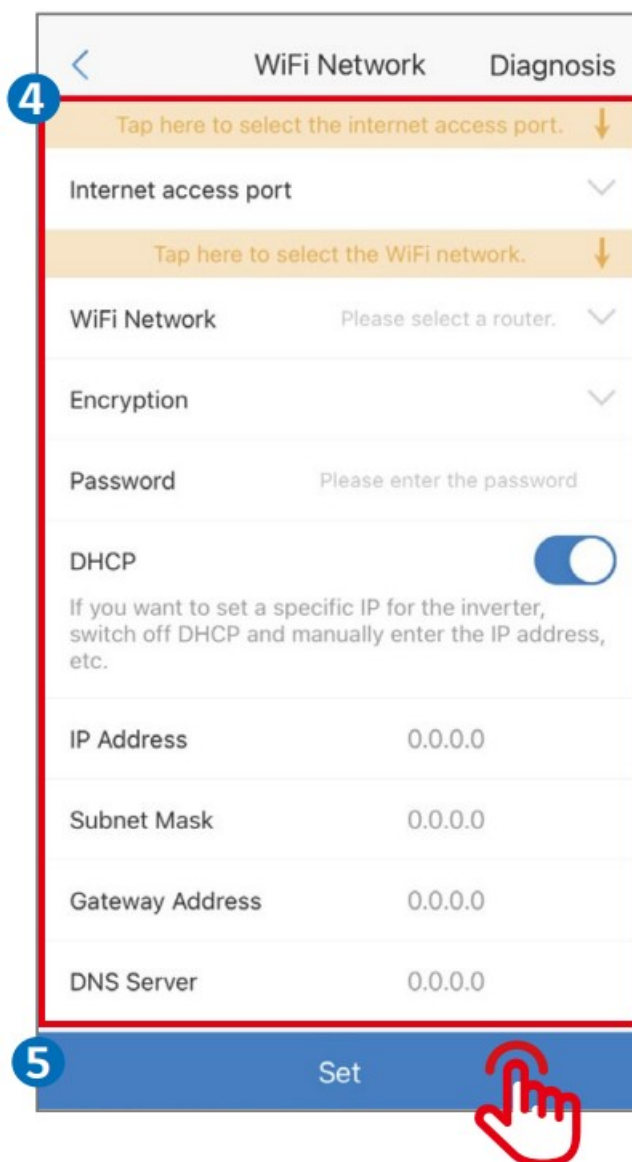 WiFi Network Diagnosis
4
Tap here to select the internet access port.
Internet access port
Tap here to select the WiFi network.
WiFi Network Please select a router.
Encryption
Password Please enter the password
DHCP
If you want to set a specific IP for the inverter,
switch off DHCP and manually enter the IP address,
etc.
IP Address 0.0.0.0
Subnet Mask 0.0.0.0
Gateway Address 0.0.0.0
DNS Server 0.0.0.0
5 Set